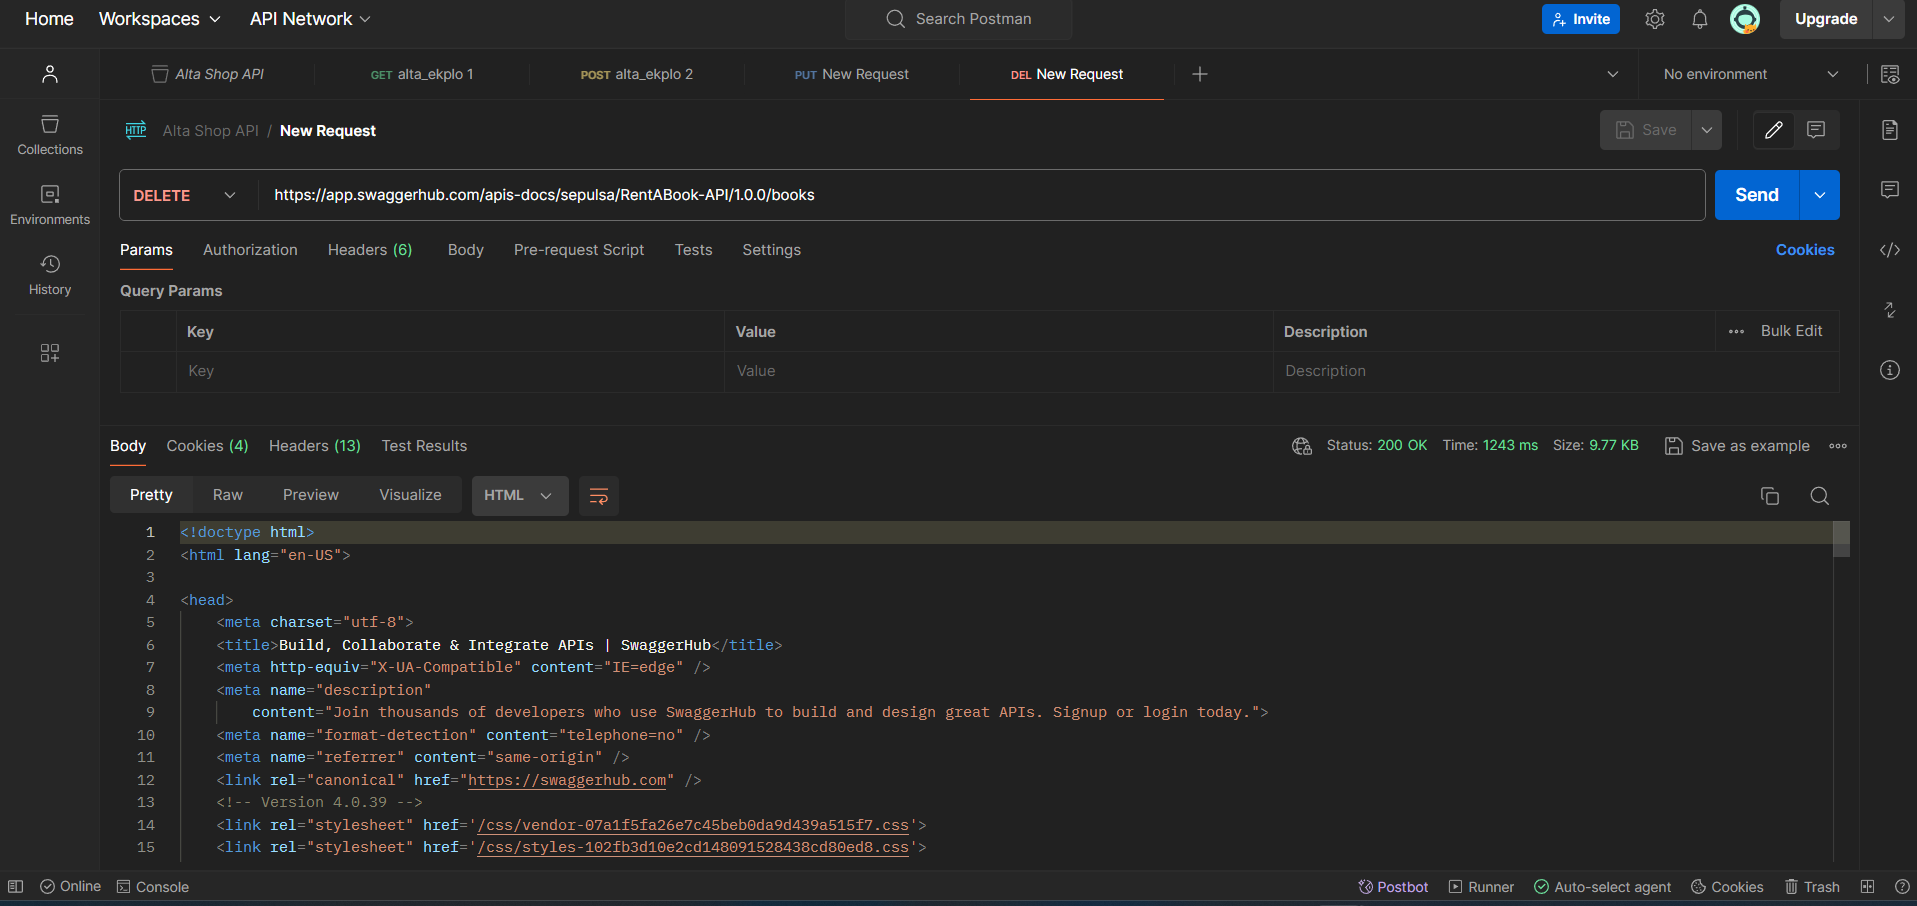 Home Workspaces API Network Search Postman Invite Upgrade
Alta Shop API GET alta_ekplo 1 POST alta_ekplo 2 PUT New Request DEL New Request No environment
HTTP Alta Shop API / New Request Save
Collections
DELETE https://app.swaggerhub.com/apis-docs/sepulsa/RentABook-API/1.0.0/books Send
Environments
Params Authorization Headers (6) Body Pre-request Script Tests Settings Cookies
History
Query Params
Key Value Description Bulk Edit
Key Value Description
Body Cookies (4) Headers (13) Test Results Status: 200 OK Time: 1243 ms Size: 9.77 KB Save as example
Pretty Raw Preview Visualize HTML
1 <!doctype html>
2 <html lang="en-US">
3
4 <head>
5 <meta charset="utf-8">
6 <title>Build, Collaborate & Integrate APIs | SwaggerHub</title>
7 <meta http-equiv="X-UA-Compatible" content="IE=edge" />
8 <meta name="description"
9 content="Join thousands of developers who use SwaggerHub to build and design great APIs. Signup or login today.">
10 <meta name="format-detection" content="telephone=no" />
11 <meta name="referrer" content="same-origin" />
12 <link rel="canonical" href="https://swaggerhub.com" />
13 <!-- Version 4.0.39 -->
14 <link rel="stylesheet" href='/css/vendor-07a1f5fa26e7c45beb0da9d439a515f7.css'>
15 <link rel="stylesheet" href='/css/styles-102fb3d10e2cd148091528438cd80ed8.css'>
Online Console Postbot Runner Auto-select agent Cookies Trash